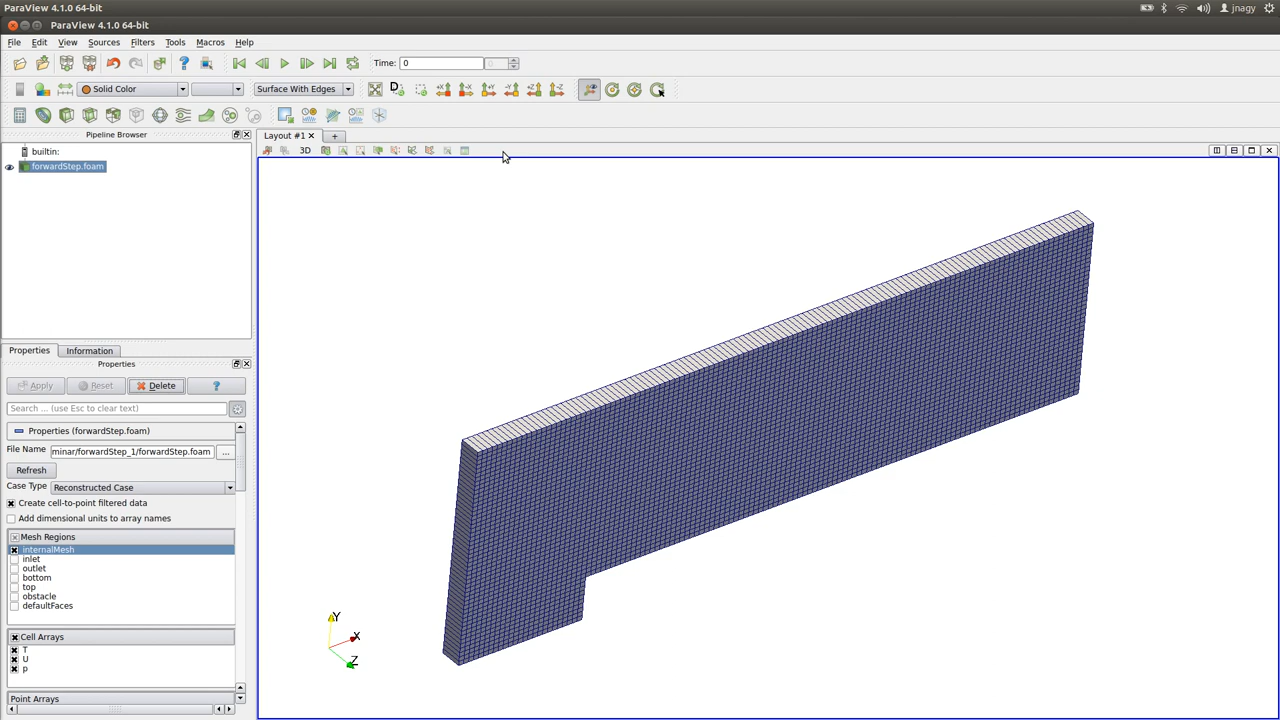 ParaView 4.1.0 64-bit
jnagy
ParaView 4.1.0 64-bit
File Edit View Sources Filters Tools Macros Help
Time: 0 0
Solid Color Surface With Edges
+X -X +Y -Y +Z -Z
Pipeline Browser
Layout #1
3D
builtin:
forwardStep.foam
Properties Information
Properties
Apply Reset Delete ?
Search ... (use Esc to clear text)
Properties (forwardStep.foam)
File Name minar/forwardStep_1/forwardStep.foam ...
Refresh
Case Type Reconstructed Case
Create cell-to-point filtered data
Add dimensional units to array names
Mesh Regions
internalMesh
inlet
outlet
bottom
top
obstacle
defaultFaces
Cell Arrays
T
U
p
Point Arrays
Y
X
Z